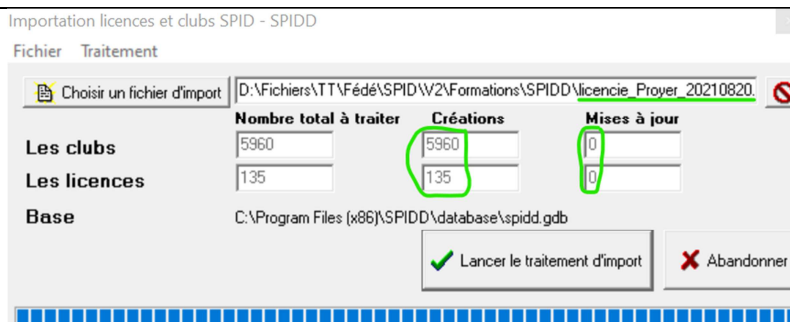 Importation licences et clubs SPID - SPIDD
Fichier Traitement
Choisir un fichier d'import D:\Fichiers\TT\Fédé\SPID\V2\Formations\SPIDD\licencie_Proyer_20210820.
Nombre total à traiter Créations Mises à jour
Les clubs 5960 5960 0
Les licences 135 135 0
Base C:\Program Files (x86)\SPIDD\database\spidd.gdb
Lancer le traitement d'import Abandonner